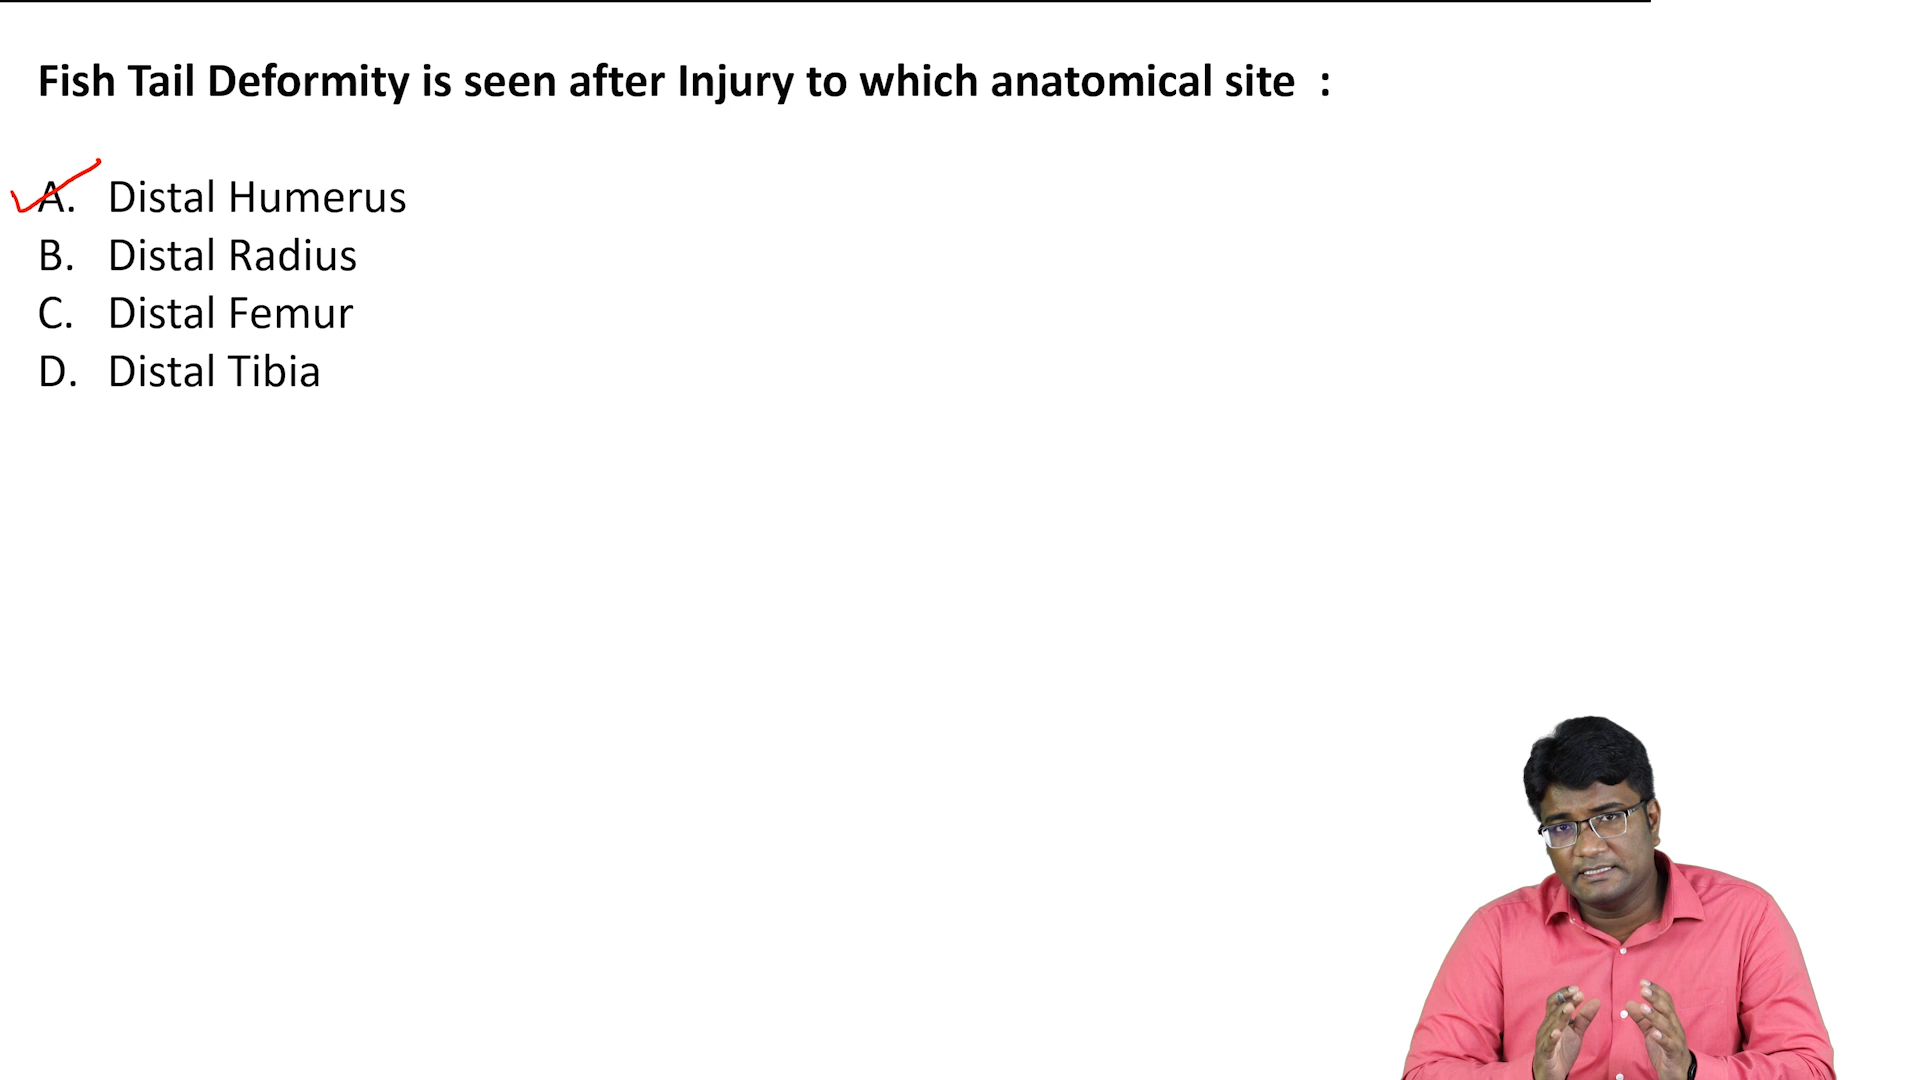 Fish Tail Deformity is seen after Injury to which anatomical site :
A. Distal Humerus
B. Distal Radius
C. Distal Femur
D. Distal Tibia